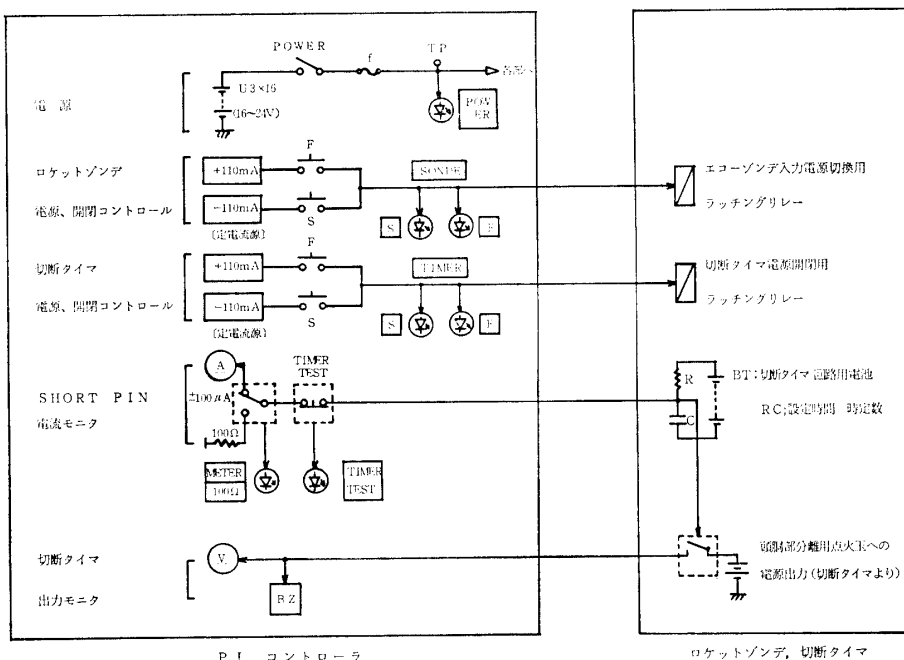 POWER
f
TP
各部へ
電 源
U3×16
(16~24V)
POW
ER
ロケットゾンデ
電源、開閉コントロール
+110mA
-110mA
(定電流源)
F
S
SONDE
S
F
エコーゾンデ入力電源切換用
ラッチングリレー
切断タイマ
電源、開閉コントロール
+110mA
-110mA
(定電流源)
F
S
TIMER
S
F
切断タイマ電源開閉用
ラッチングリレー
SHORT PIN
電流モニタ
A
±100μA
100Ω
TIMER
TEST
METER
100Ω
TIMER
TEST
R
C
BT:切断タイマ回路用電池
RC;設定時間 時定数
切断タイマ
出力モニタ
V
BZ
頭胴部分離用点火玉への
電源出力(切断タイマより)
P I コントローラ
ロケットゾンデ, 切断タイマ